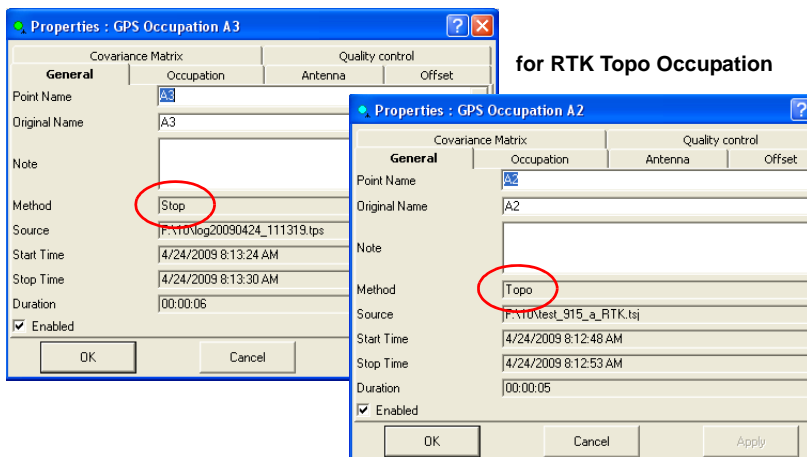 Properties : GPS Occupation A3
Covariance Matrix Quality control
General Occupation Antenna Offset
Point Name A3
Original Name A3
Note
Method Stop
Source F:\10\log20090424_111319.tps
Start Time 4/24/2009 8:13:24 AM
Stop Time 4/24/2009 8:13:30 AM
Duration 00:00:06
Enabled
OK Cancel
for RTK Topo Occupation
Properties : GPS Occupation A2
Covariance Matrix Quality control
General Occupation Antenna Offset
Point Name A2
Original Name A2
Note
Method Topo
Source F:\10\test_915_a_RTK.tsj
Start Time 4/24/2009 8:12:48 AM
Stop Time 4/24/2009 8:12:53 AM
Duration 00:00:05
Enabled
OK Cancel Apply